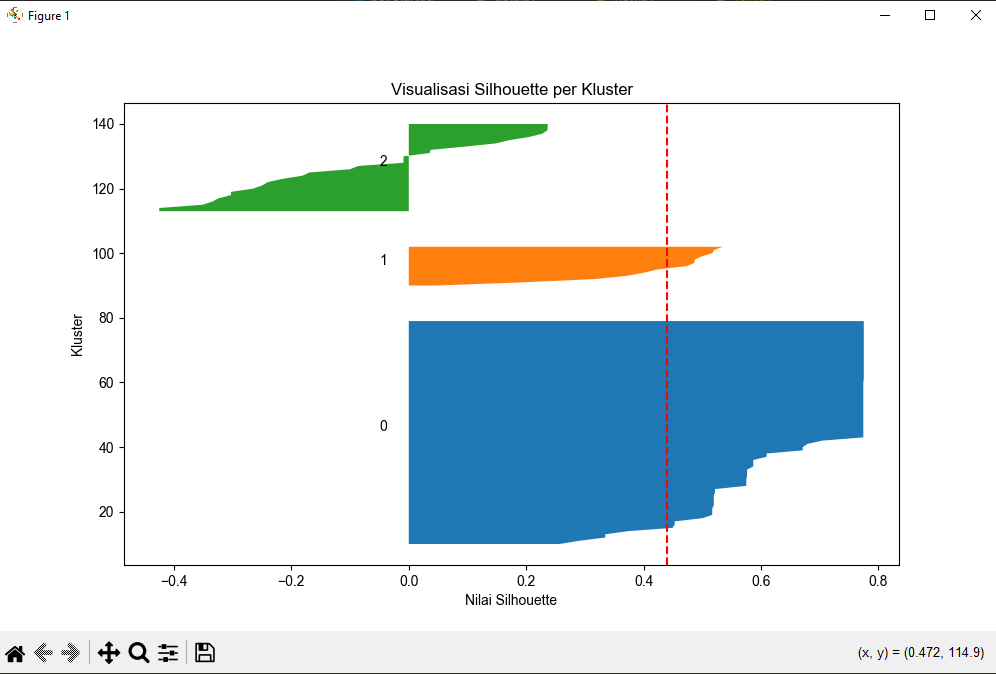 Figure 1
Visualisasi Silhouette per Kluster
140
120
100
80
60
40
20
Kluster
2
1
0
−0.4 −0.2 0.0 0.2 0.4 0.6 0.8
Nilai Silhouette
(x, y) = (0.472, 114.9)